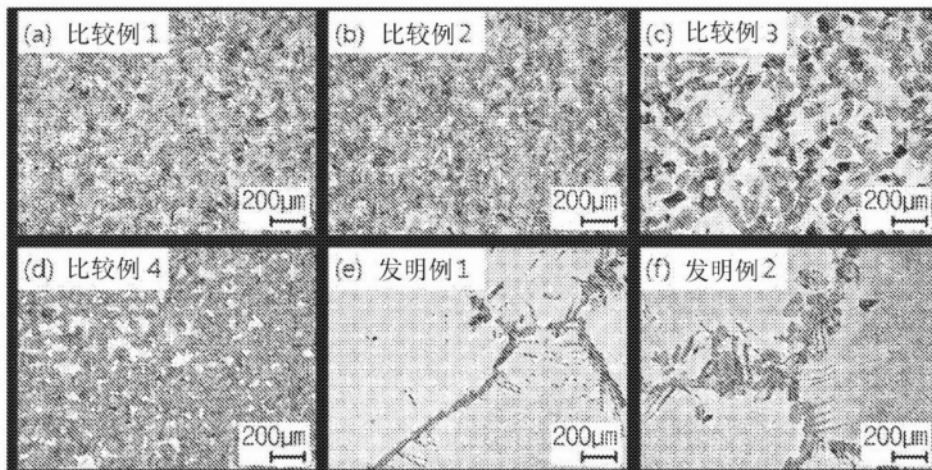 (a) 比较例 1
200μm
(b) 比较例 2
200μm
(c) 比较例 3
200μm
(d) 比较例 4
200μm
(e) 发明例 1
200μm
(f) 发明例 2
200μm